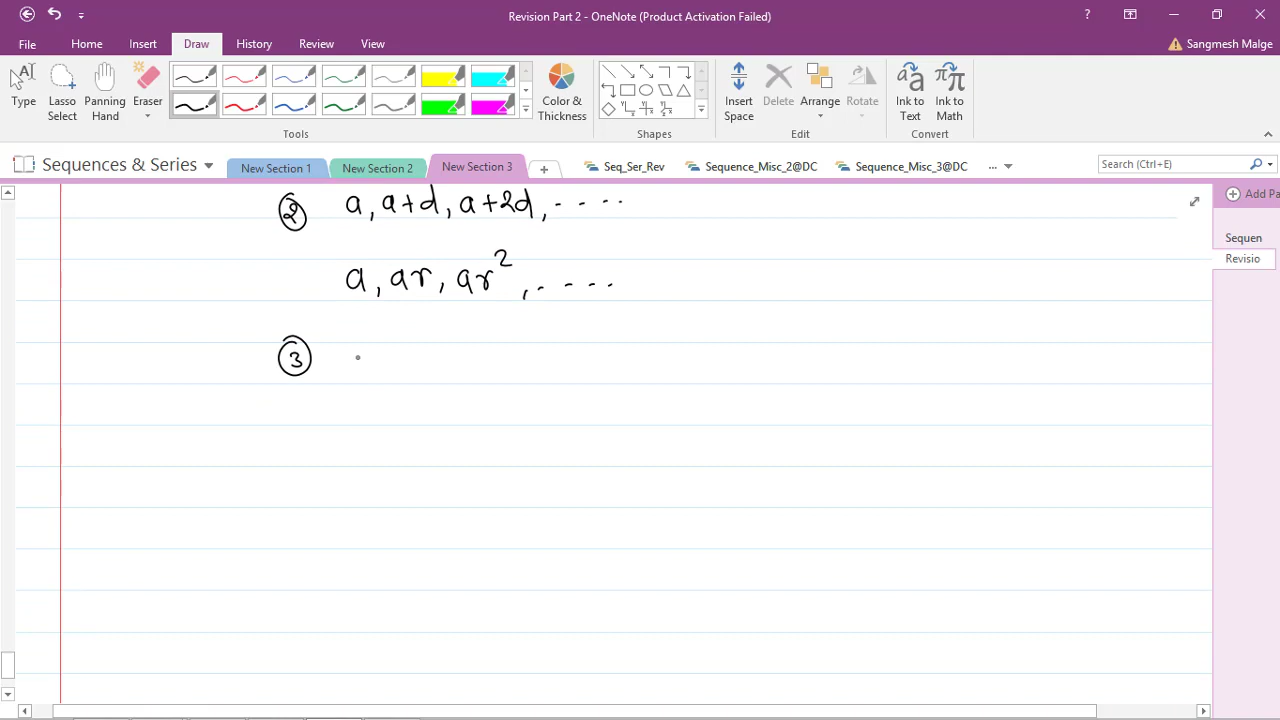 Revision Part 2 - OneNote (Product Activation Failed)
?
File Home Insert Draw History Review View
Sangmesh Malge
Type
Lasso Select
Panning Hand
Eraser
Color & Thickness
Insert Space
Delete
Arrange
Rotate
Ink to Text
Ink to Math
Tools
Shapes
Edit
Convert
Sequences & Series
New Section 1
New Section 2
New Section 3
Seq_Ser_Rev
Sequence_Misc_2@DC
Sequence_Misc_3@DC
...
Search (Ctrl+E)
Add Pa
Sequen
Revisio
② a, a+d, a+2d, ....
a, ar, ar², ....
③